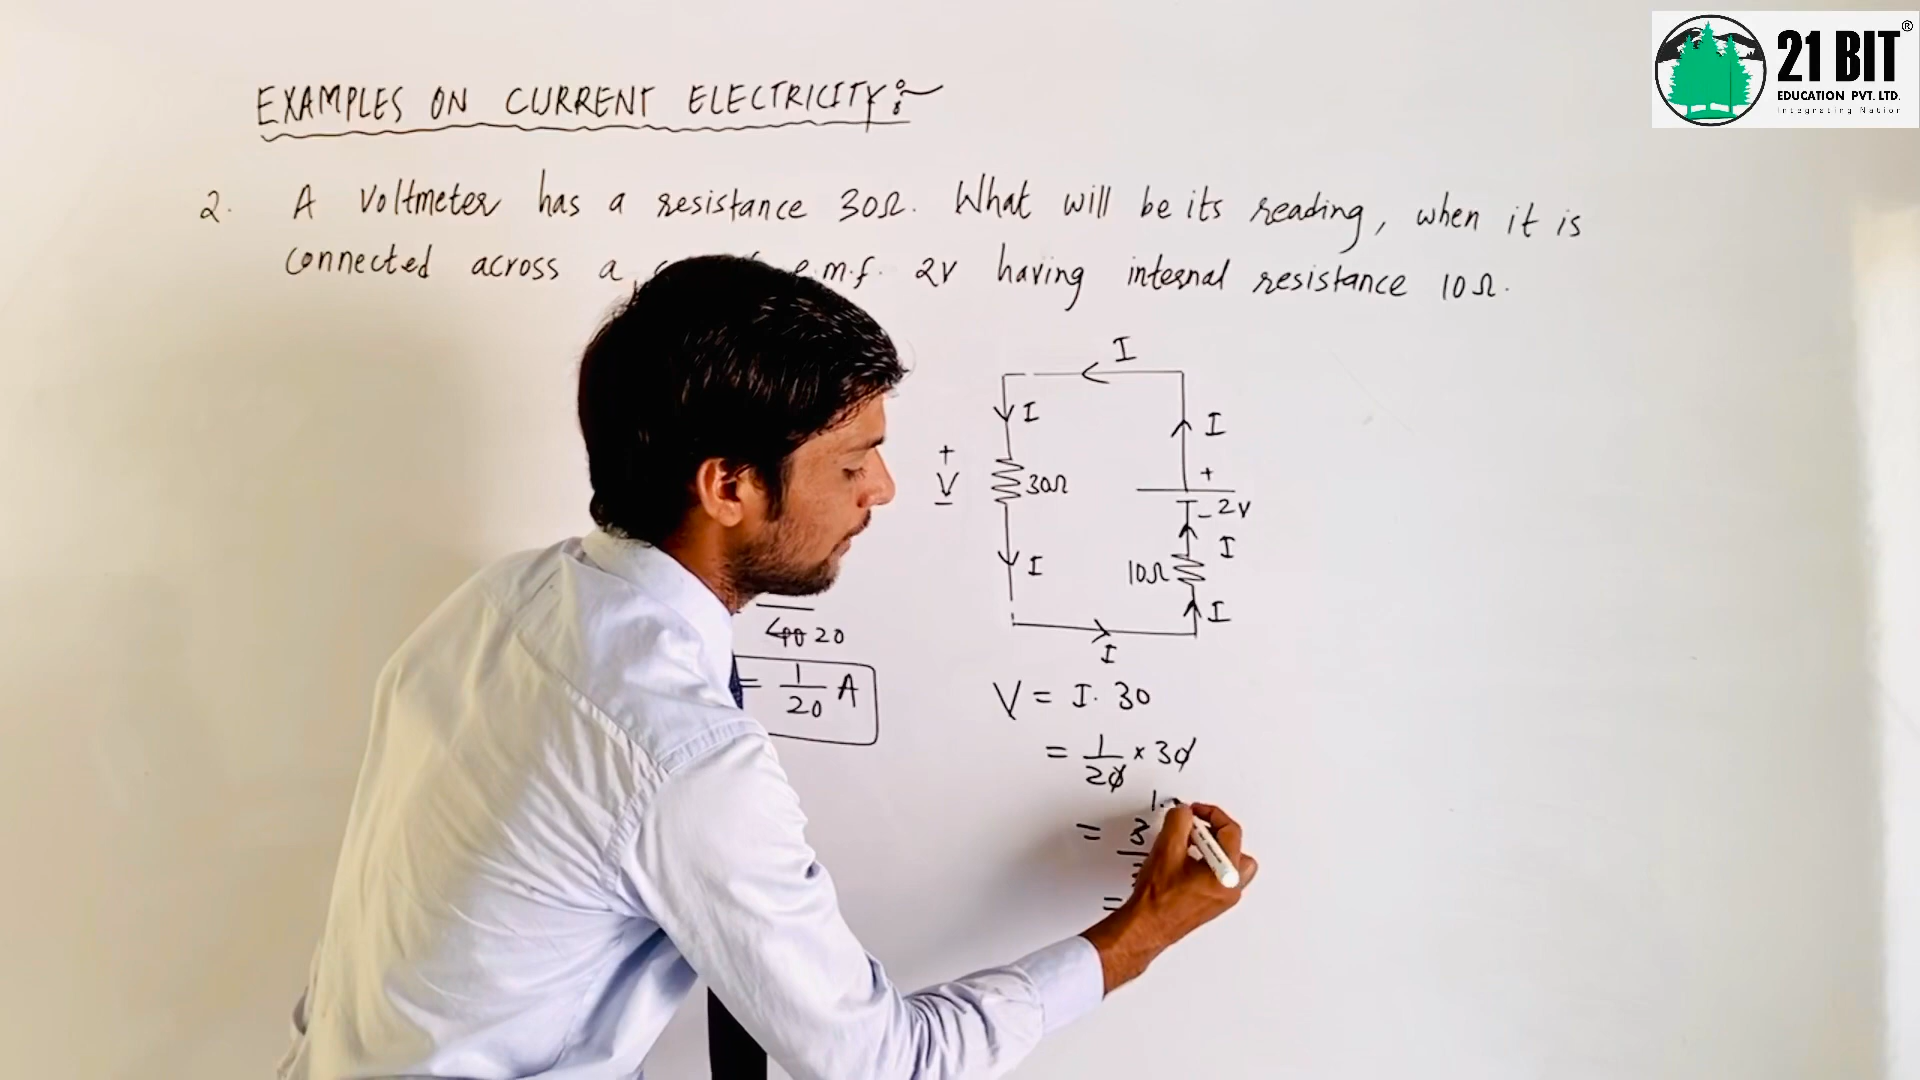 21 BIT®
EDUCATION PVT. LTD.
Integrating Nation
EXAMPLES ON CURRENT ELECTRICITY:-
2. A Voltmeter has a resistance 30Ω. What will be its reading, when it is
connected across a e.m.f. 2V having internal resistance 10Ω.
I
I
I
+
V
-
30Ω
+
- 2V
I
10Ω
I
I
I
40 20
= 1/20 A
V = I. 30
= 1/20 × 30
= 3
=